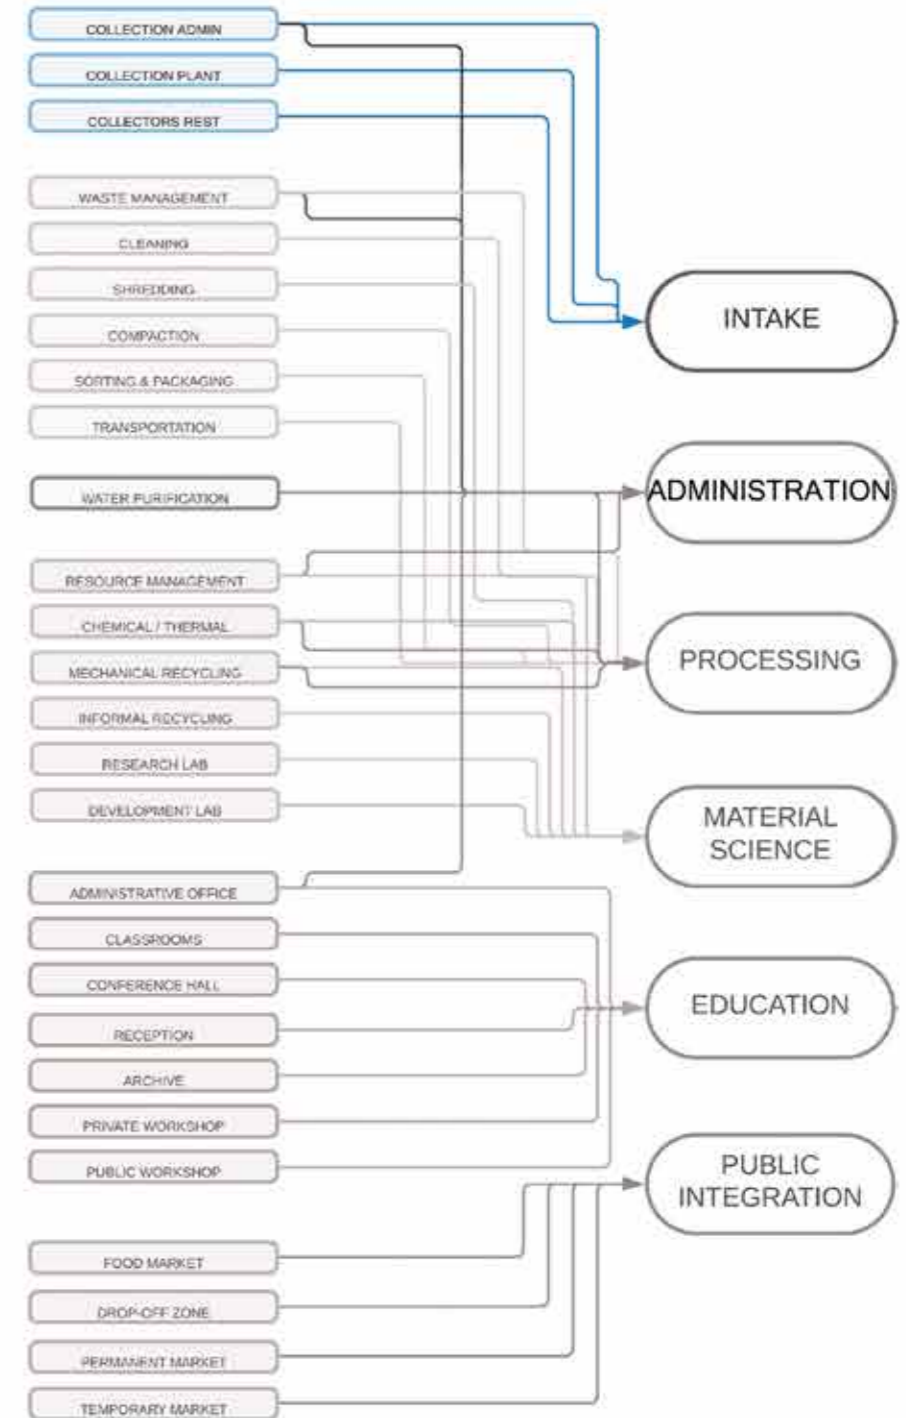 COLLECTION ADMIN
COLLECTION PLANT
COLLECTORS REST
WASTE MANAGEMENT
CLEANING
SHREDDING
COMPACTION
SORTING & PACKAGING
TRANSPORTATION
WATER PURIFICATION
RESOURCE MANAGEMENT
CHEMICAL / THERMAL
MECHANICAL RECYCLING
INFORMAL RECYCLING
RESEARCH LAB
DEVELOPMENT LAB
ADMINISTRATIVE OFFICE
CLASSROOMS
CONFERENCE HALL
RECEPTION
ARCHIVE
PRIVATE WORKSHOP
PUBLIC WORKSHOP
FOOD MARKET
DROP-OFF ZONE
PERMANENT MARKET
TEMPORARY MARKET
INTAKE
ADMINISTRATION
PROCESSING
MATERIAL
SCIENCE
EDUCATION
PUBLIC
INTEGRATION